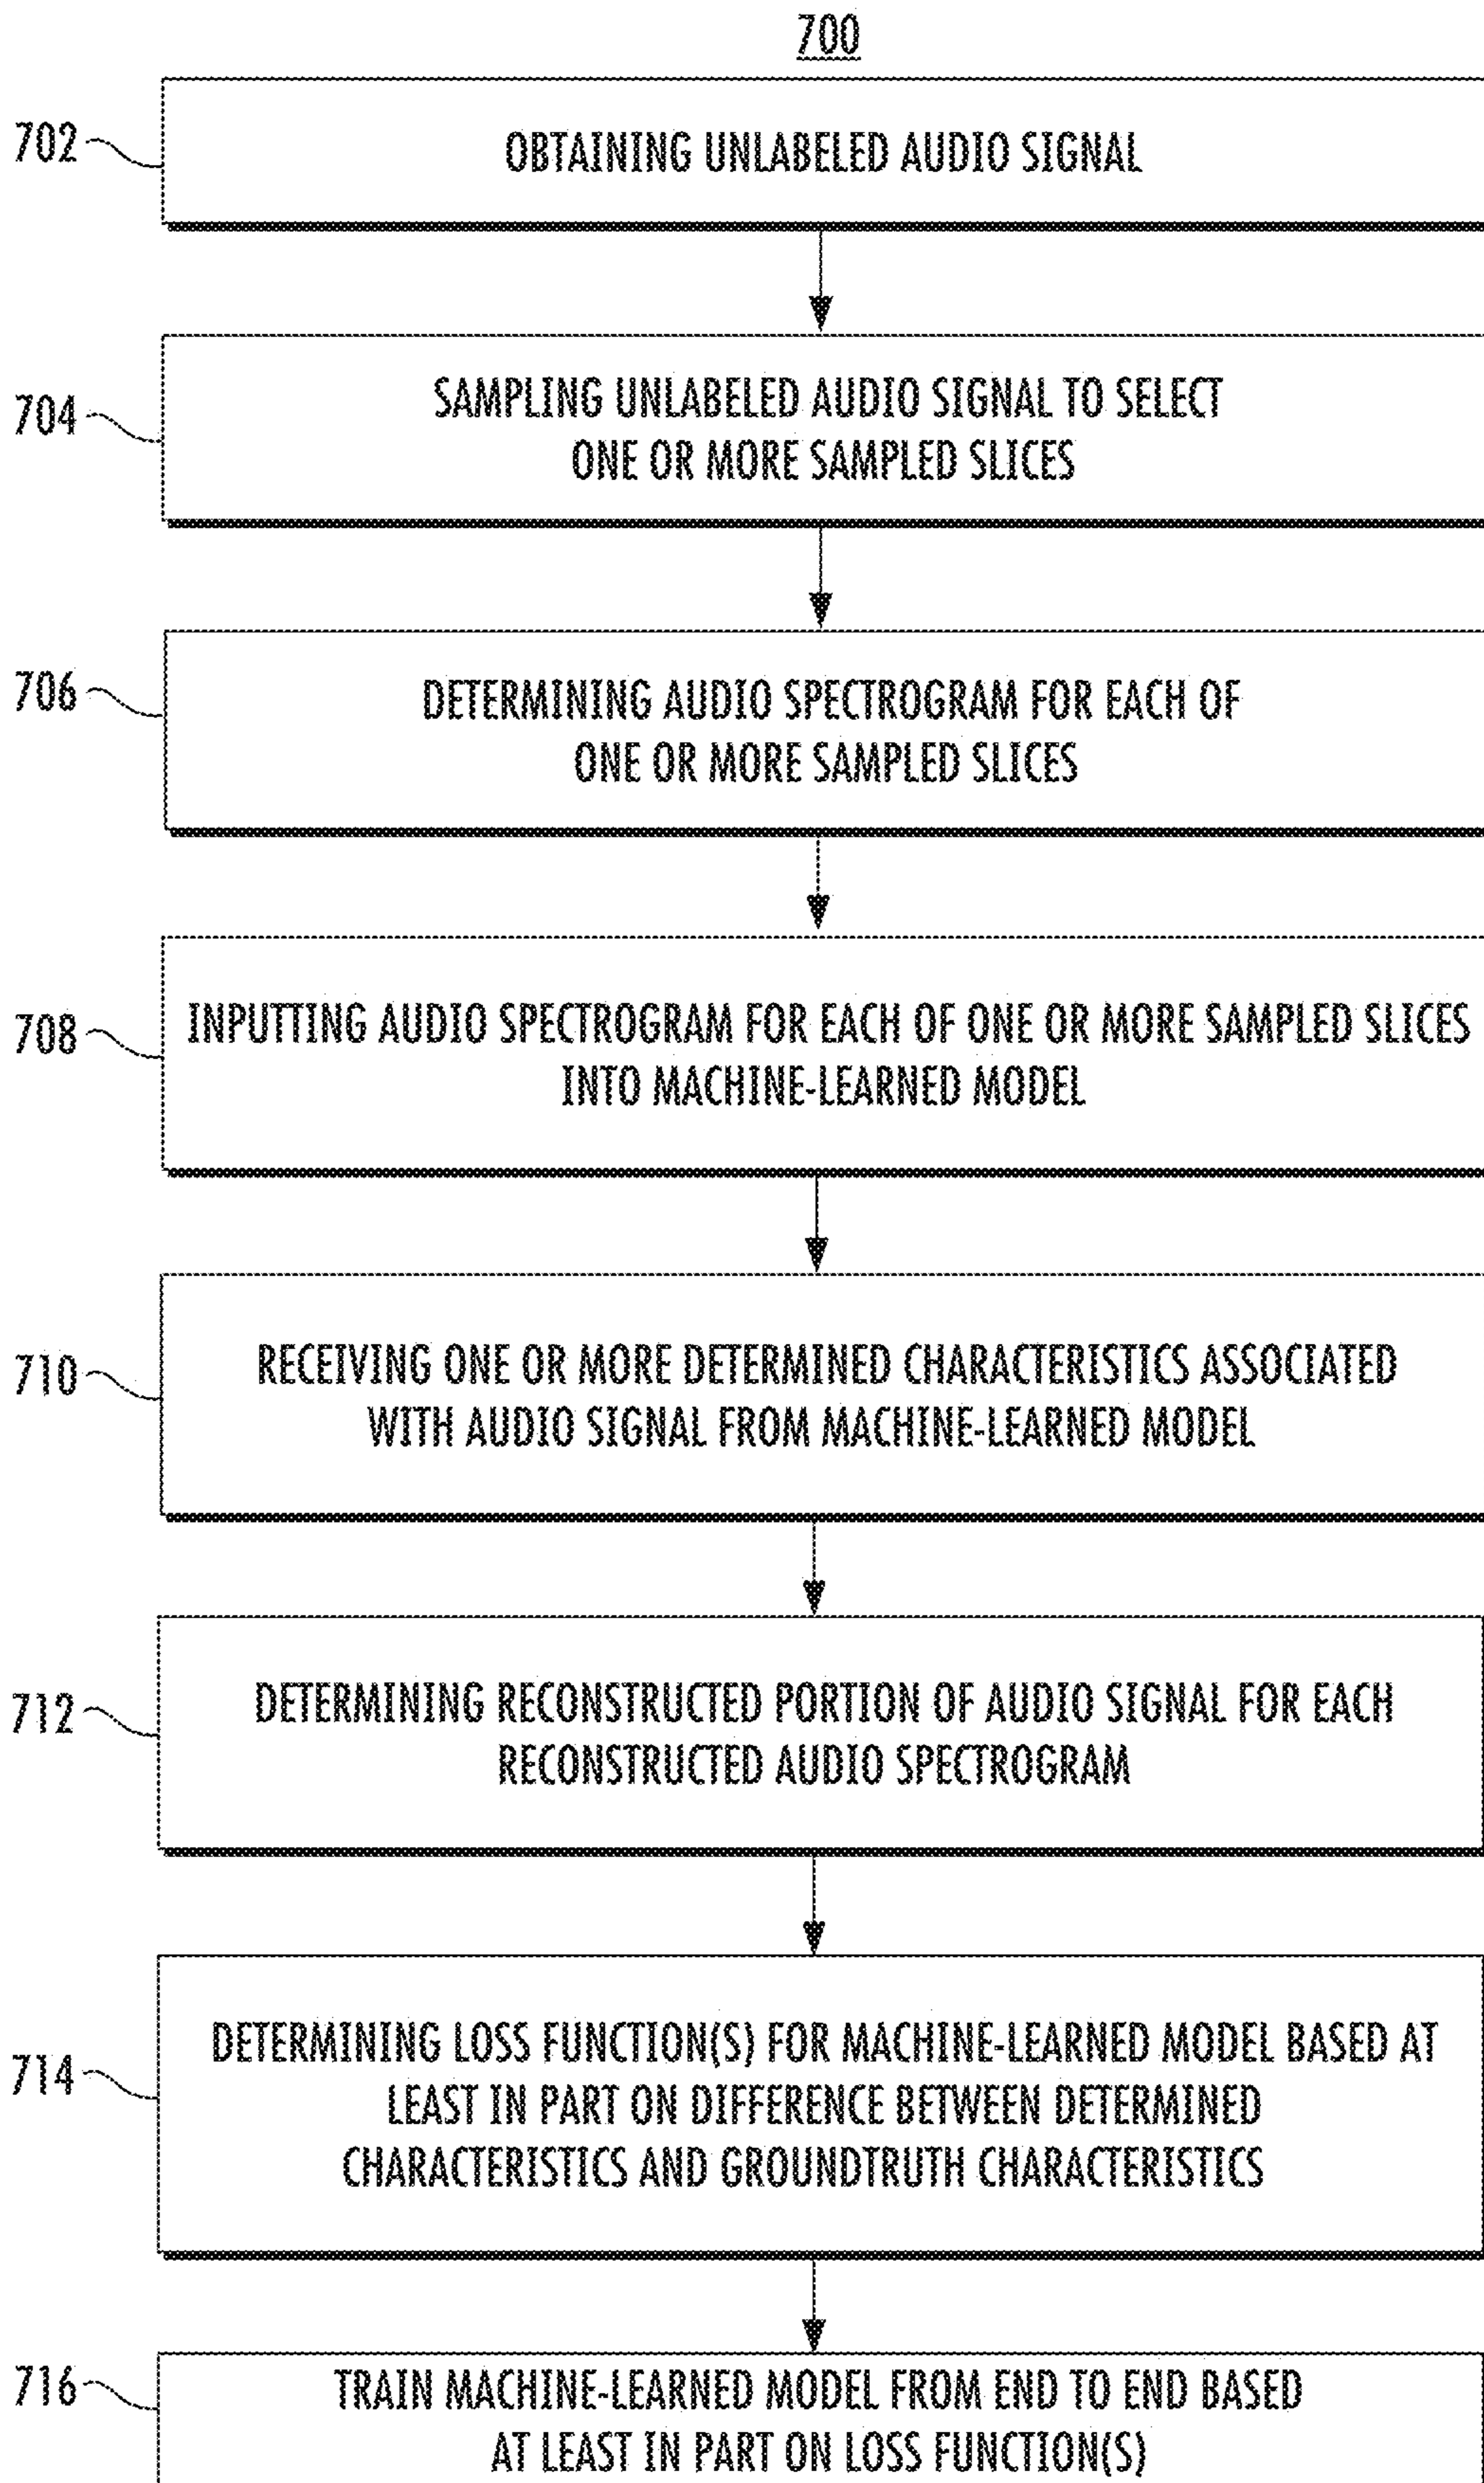 700
702
OBTAINING UNLABELED AUDIO SIGNAL
704
SAMPLING UNLABELED AUDIO SIGNAL TO SELECT
ONE OR MORE SAMPLED SLICES
706
DETERMINING AUDIO SPECTROGRAM FOR EACH OF
ONE OR MORE SAMPLED SLICES
708
INPUTTING AUDIO SPECTROGRAM FOR EACH OF ONE OR MORE SAMPLED SLICES
INTO MACHINE-LEARNED MODEL
710
RECEIVING ONE OR MORE DETERMINED CHARACTERISTICS ASSOCIATED
WITH AUDIO SIGNAL FROM MACHINE-LEARNED MODEL
712
DETERMINING RECONSTRUCTED PORTION OF AUDIO SIGNAL FOR EACH
RECONSTRUCTED AUDIO SPECTROGRAM
714
DETERMINING LOSS FUNCTION(S) FOR MACHINE-LEARNED MODEL BASED AT
LEAST IN PART ON DIFFERENCE BETWEEN DETERMINED
CHARACTERISTICS AND GROUNDTRUTH CHARACTERISTICS
716
TRAIN MACHINE-LEARNED MODEL FROM END TO END BASED
AT LEAST IN PART ON LOSS FUNCTION(S)